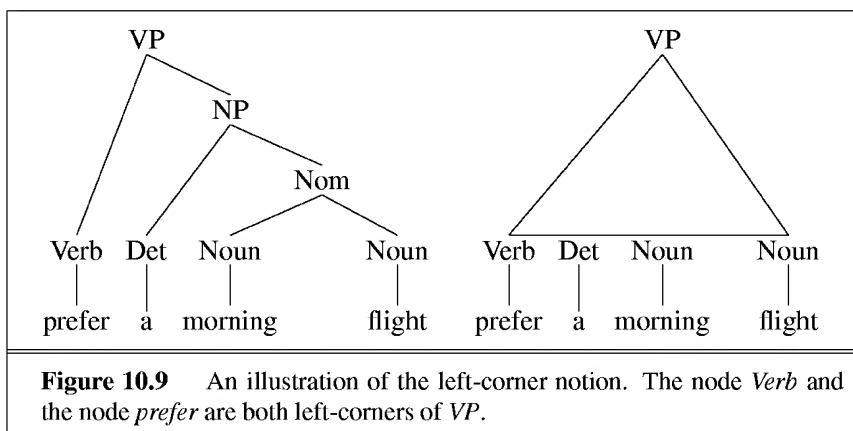 VP VP
NP
Nom
Verb Det Noun Noun Verb Det Noun Noun
prefer a morning flight prefer a morning flight
Figure 10.9 An illustration of the left-corner notion. The node Verb and
the node prefer are both left-corners of VP.